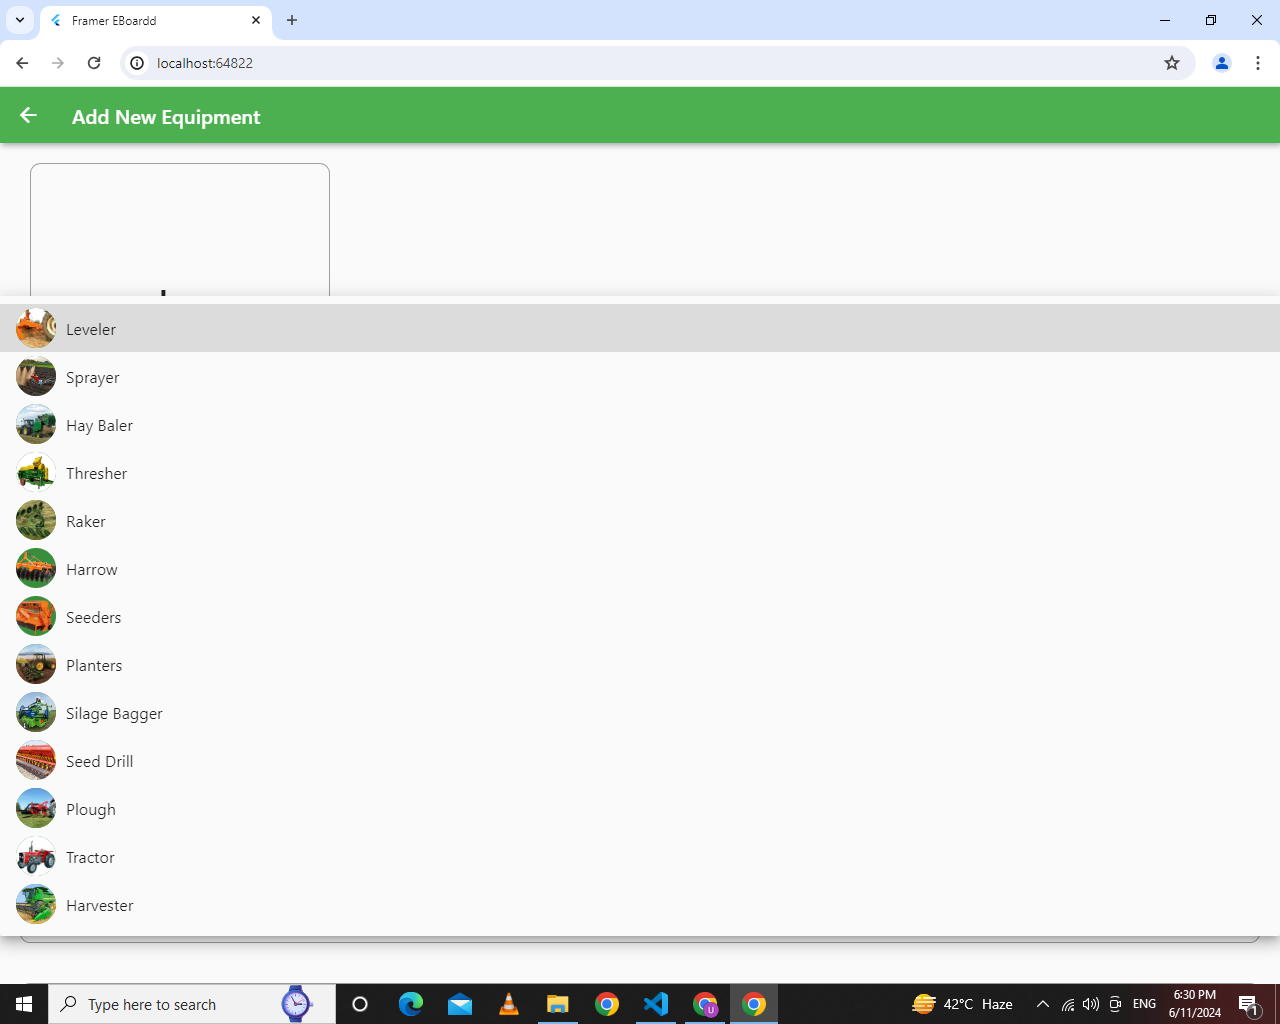 Framer EBoardd
localhost:64822
Add New Equipment
Leveler
Sprayer
Hay Baler
Thresher
Raker
Harrow
Seeders
Planters
Silage Bagger
Seed Drill
Plough
Tractor
Harvester
Type here to search
U
42°C Haze
ENG
6:30 PM
6/11/2024
1